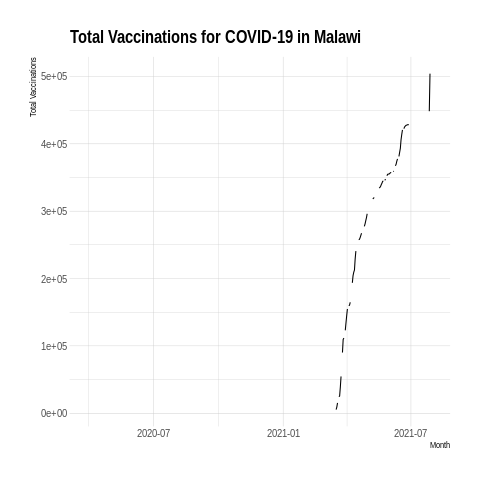 Total Vaccinations for COVID-19 in Malawi
Total Vaccinations
5e+05
4e+05
3e+05
2e+05
1e+05
0e+00
2020-07
2021-01
2021-07
Month